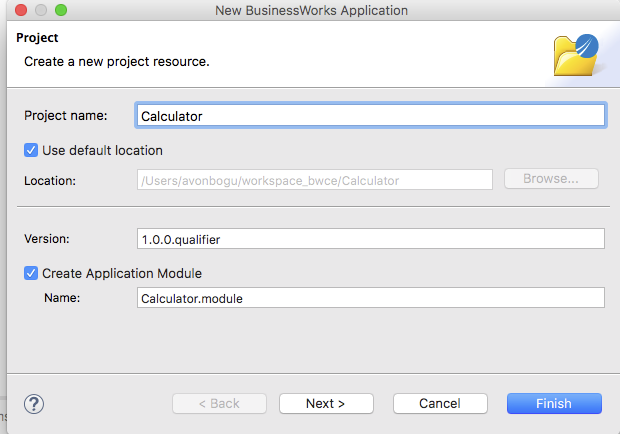 New BusinessWorks Application
Project
Create a new project resource.
Project name: Calculator
Use default location
Location: /Users/avonbogu/workspace_bwce/Calculator Browse...
Version: 1.0.0.qualifier
Create Application Module
Name: Calculator.module
? < Back Next > Cancel Finish